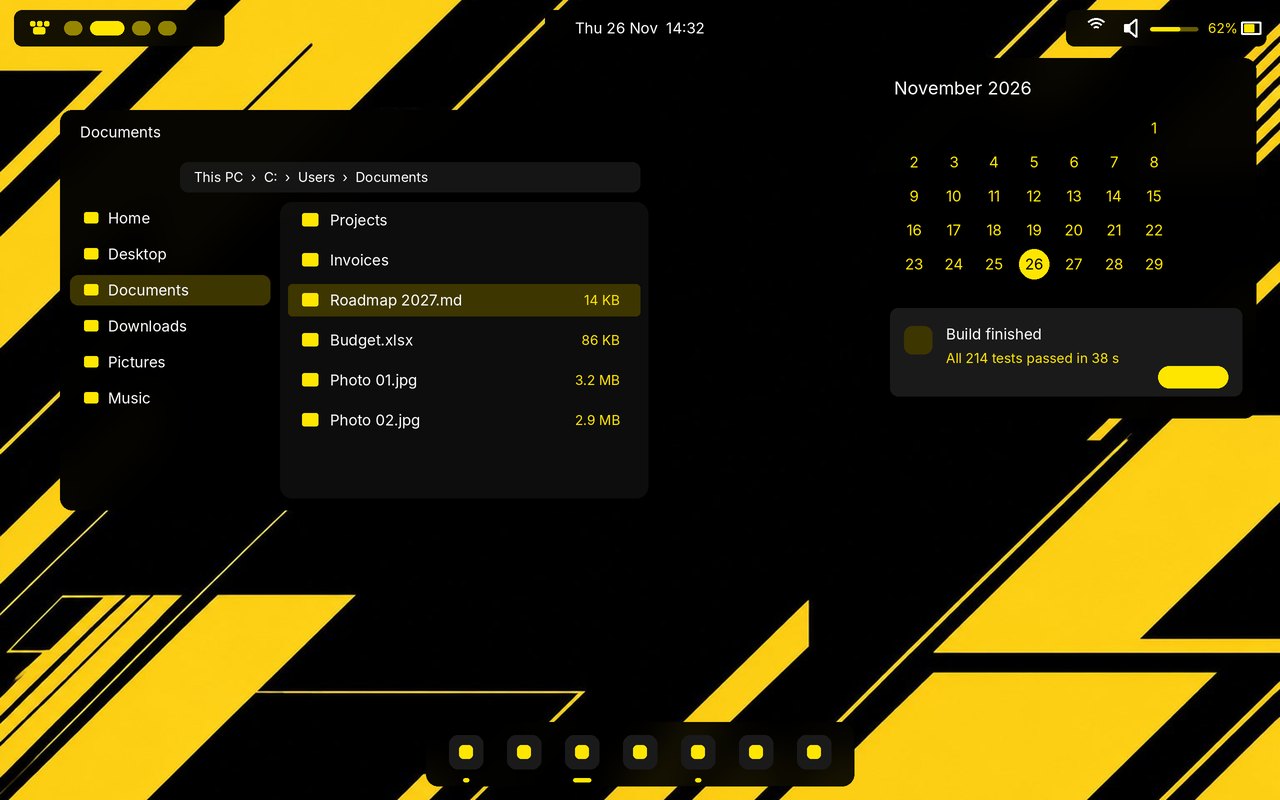 Thu 26 Nov 14:32
62%
Documents
This PC › C: › Users › Documents
Home
Desktop
Documents
Downloads
Pictures
Music
Projects
Invoices
Roadmap 2027.md 14 KB
Budget.xlsx 86 KB
Photo 01.jpg 3.2 MB
Photo 02.jpg 2.9 MB
November 2026
1
2 3 4 5 6 7 8
9 10 11 12 13 14 15
16 17 18 19 20 21 22
23 24 25 26 27 28 29
Build finished
All 214 tests passed in 38 s